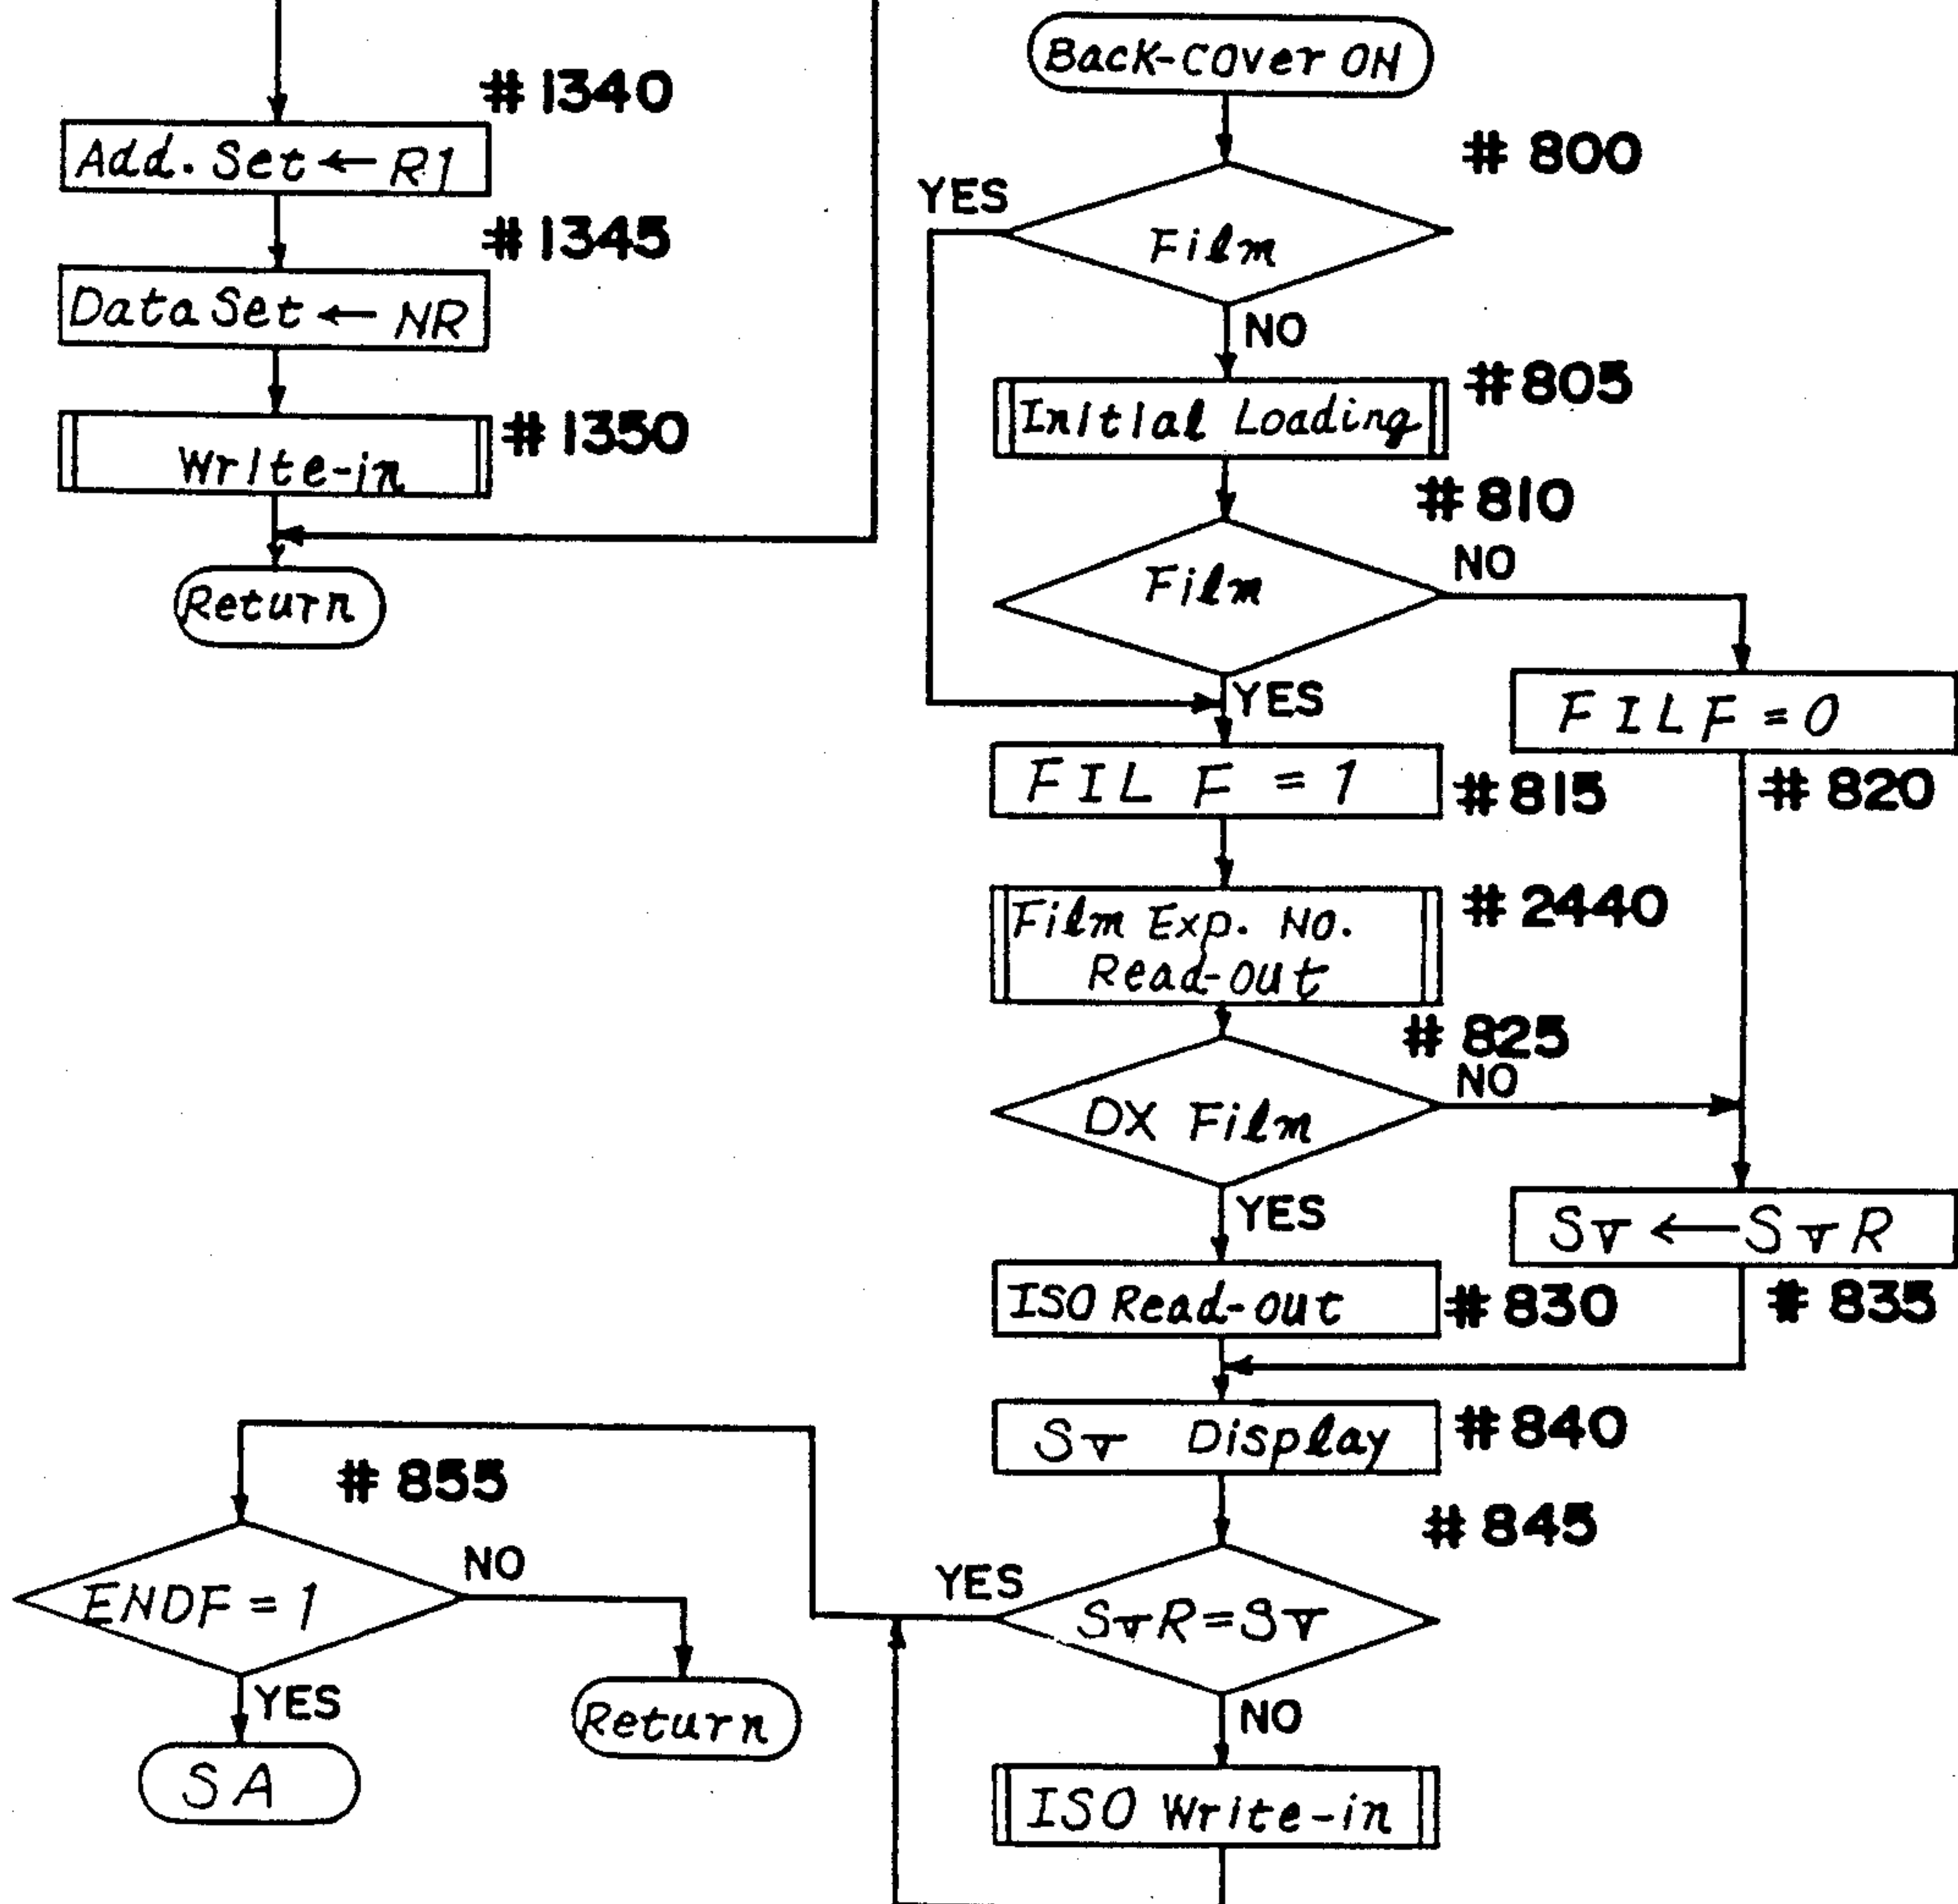 #1340
Add. Set ← R1
#1345
Data Set ← NR
#1350
Write-in
Return
Back-cover ON
# 800
YES
Film
NO
#805
Initial Loading
#810
Film
NO
YES
FILF = 0
FIL F = 1
#815
# 820
Film Exp. No.
Read-out
# 2440
# 825
DX Film
NO
YES
Sv ← SvR
ISO Read-out
#830
# 835
Sv Display
#840
#845
YES
SvR=Sv
NO
ISO Write-in
# 855
ENDF = 1
NO
YES
Return
SA